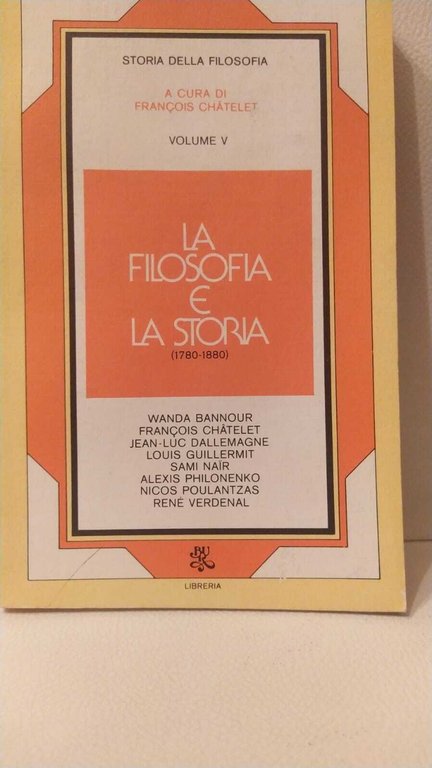 STORIA DELLA FILOSOFIA
A CURA DI
FRANÇOIS CHÂTELET
VOLUME V
LA
FILOSOFIA
E
LA STORIA
(1780-1880)
WANDA BANNOUR
FRANÇOIS CHÂTELET
JEAN-LUC DALLEMAGNE
LOUIS GUILLERMIT
SAMI NAÏR
ALEXIS PHILONENKO
NICOS POULANTZAS
RENÉ VERDENAL
BUR
LIBRERIA